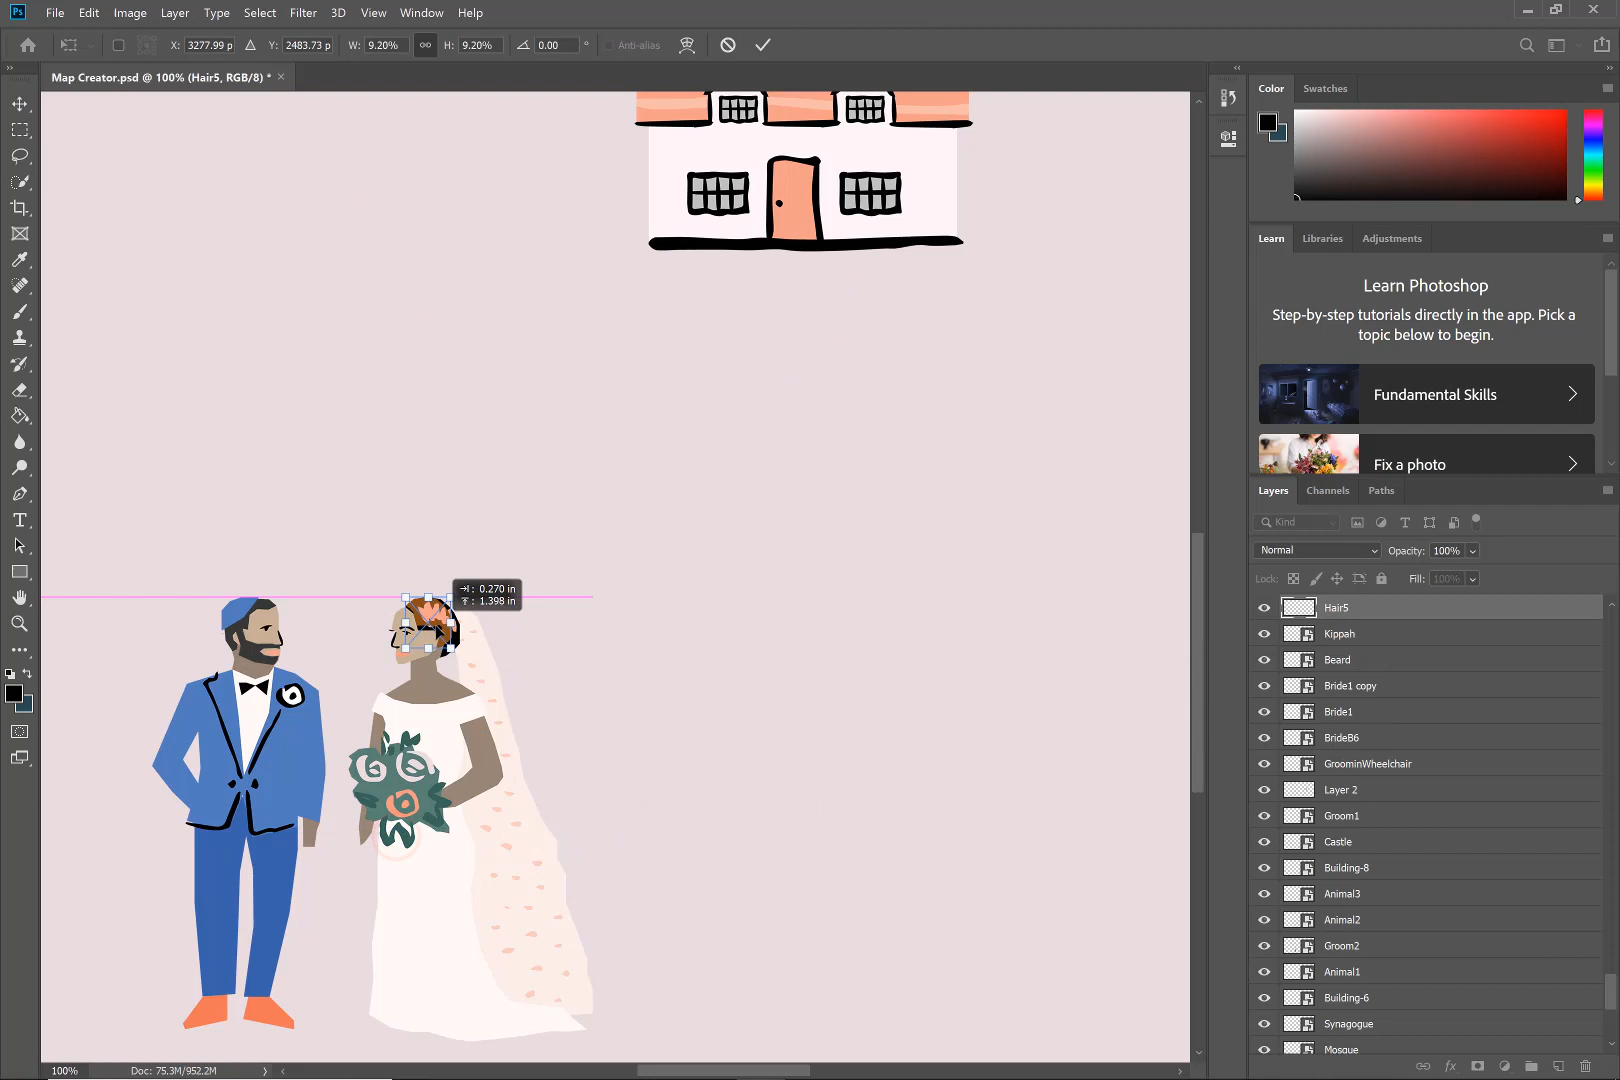 Ps File Edit Image Layer Type Select Filter 3D View Window Help
X: 3277.99 p Y: 2483.73 p W: 9.20% H: 9.20% 0.00 ° Anti-alias
Map Creator.psd @ 100% (Hair5, RGB/8) *
Color Swatches
Learn Libraries Adjustments
Learn Photoshop
Step-by-step tutorials directly in the app. Pick a
topic below to begin.
Fundamental Skills
Fix a photo
Layers Channels Paths
Kind
Normal Opacity: 100%
Lock: Fill: 100%
: 0.270 in
: 1.398 in
Hair5
Kippah
Beard
Bride1 copy
Bride1
BrideB6
GroominWheelchair
Layer 2
Groom1
Castle
Building-8
Animal3
Animal2
Groom2
Animal1
Building-6
Synagogue
Mosque
100% Doc: 75.3M/952.2M
fx